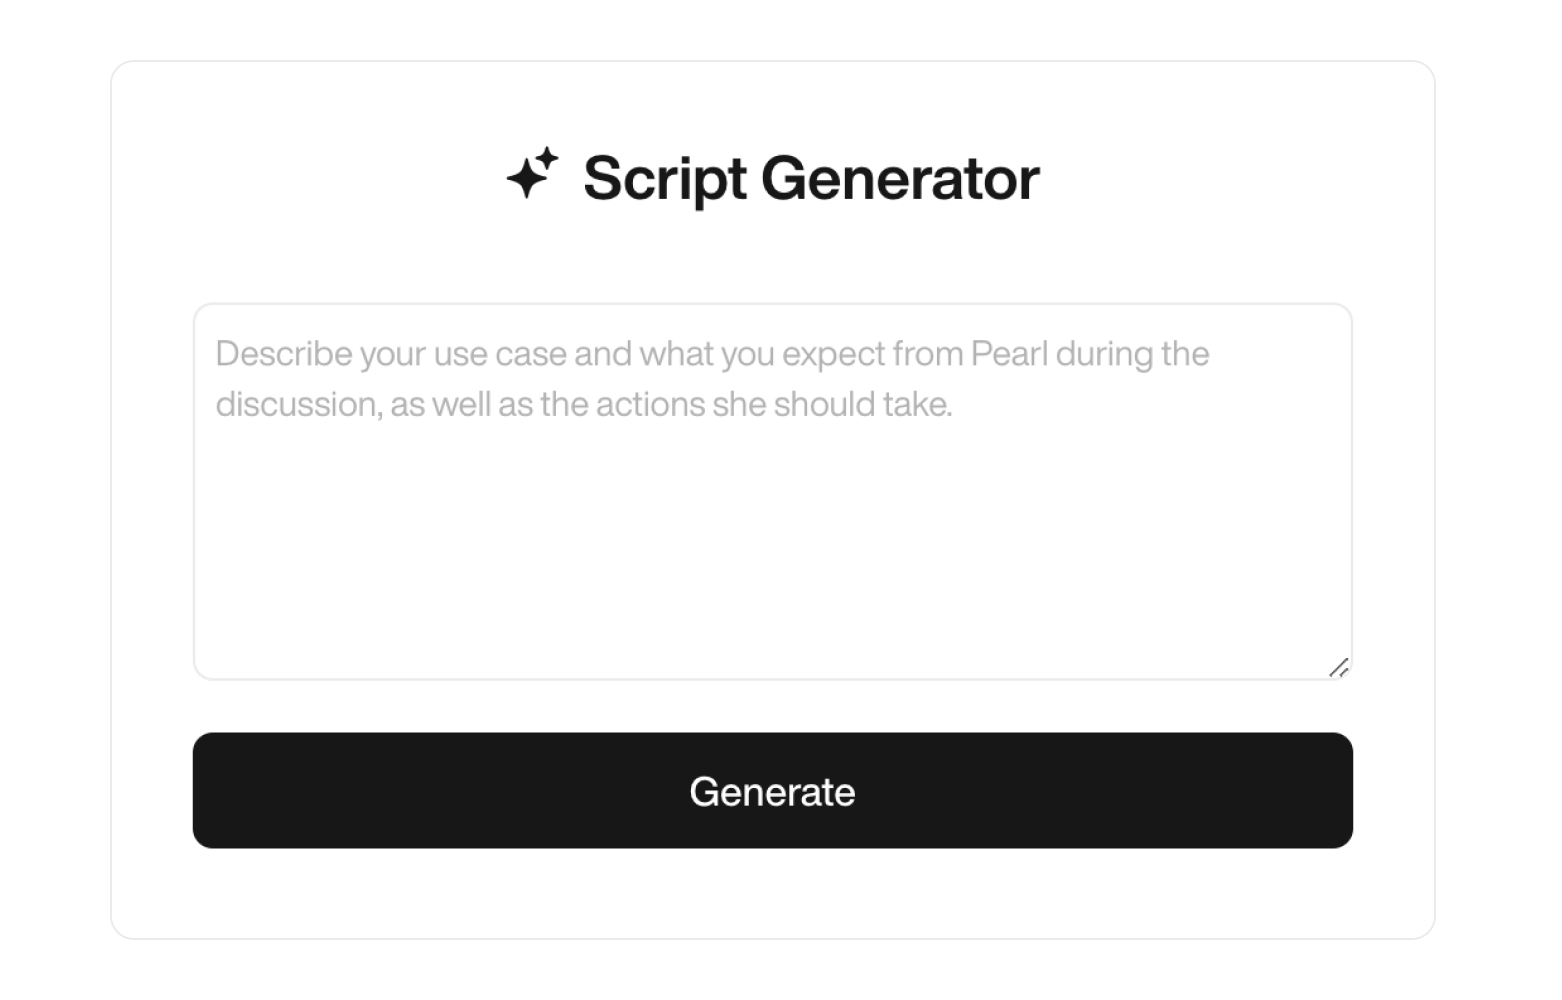 Script Generator
Describe your use case and what you expect from Pearl during the
discussion, as well as the actions she should take.
Generate